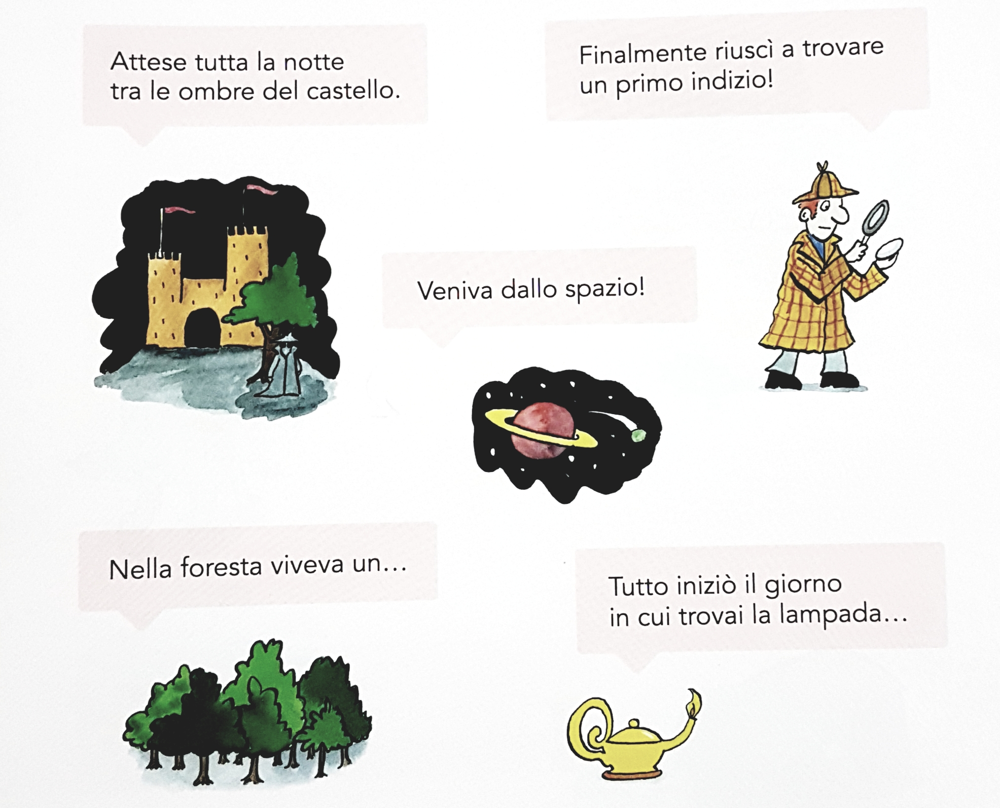 Attese tutta la notte
tra le ombre del castello.
Finalmente riuscì a trovare
un primo indizio!
Veniva dallo spazio!
Nella foresta viveva un...
Tutto iniziò il giorno
in cui trovai la lampada...